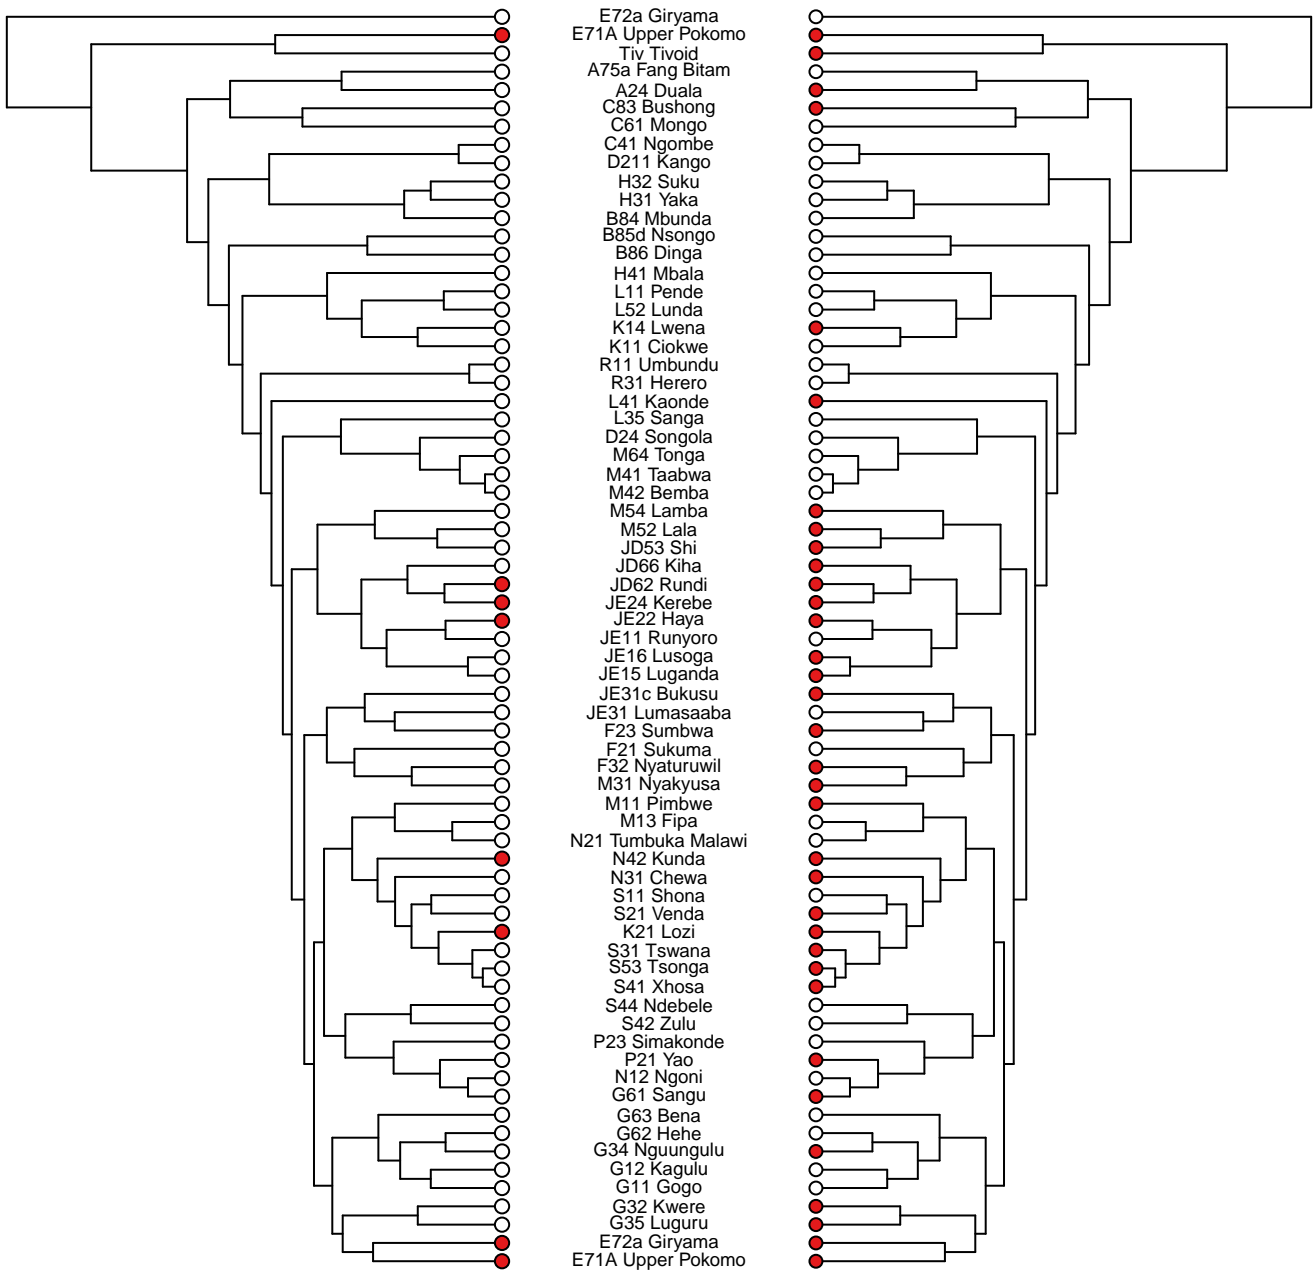 E72a Giryama
E71A Upper Pokomo
Tiv Tivoid
A75a Fang Bitam
A24 Duala
C83 Bushong
C61 Mongo
C41 Ngombe
D211 Kango
H32 Suku
H31 Yaka
B84 Mbunda
B85d Nsongo
B86 Dinga
H41 Mbala
L11 Pende
L52 Lunda
K14 Lwena
K11 Ciokwe
R11 Umbundu
R31 Herero
L41 Kaonde
L35 Sanga
D24 Songola
M64 Tonga
M41 Taabwa
M42 Bemba
M54 Lamba
M52 Lala
JD53 Shi
JD66 Kiha
JD62 Rundi
JE24 Kerebe
JE22 Haya
JE11 Runyoro
JE16 Lusoga
JE15 Luganda
JE31c Bukusu
JE31 Lumasaaba
F23 Sumbwa
F21 Sukuma
F32 Nyaturuwil
M31 Nyakyusa
M11 Pimbwe
M13 Fipa
N21 Tumbuka Malawi
N42 Kunda
N31 Chewa
S11 Shona
S21 Venda
K21 Lozi
S31 Tswana
S53 Tsonga
S41 Xhosa
S44 Ndebele
S42 Zulu
P23 Simakonde
P21 Yao
N12 Ngoni
G61 Sangu
G63 Bena
G62 Hehe
G34 Nguungulu
G12 Kagulu
G11 Gogo
G32 Kwere
G35 Luguru
E72a Giryama
E71A Upper Pokomo